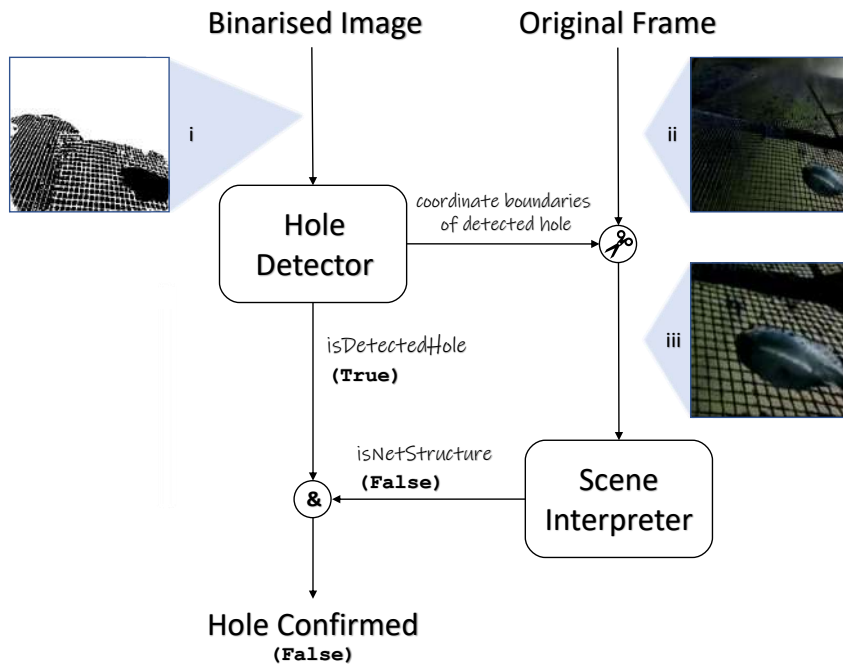 Binarised Image
Original Frame
i
ii
Hole
Detector
coordinate boundaries
of detected hole
iii
isDetectedHole
(True)
isNetStructure
(False)
&
Scene
Interpreter
Hole Confirmed
(False)